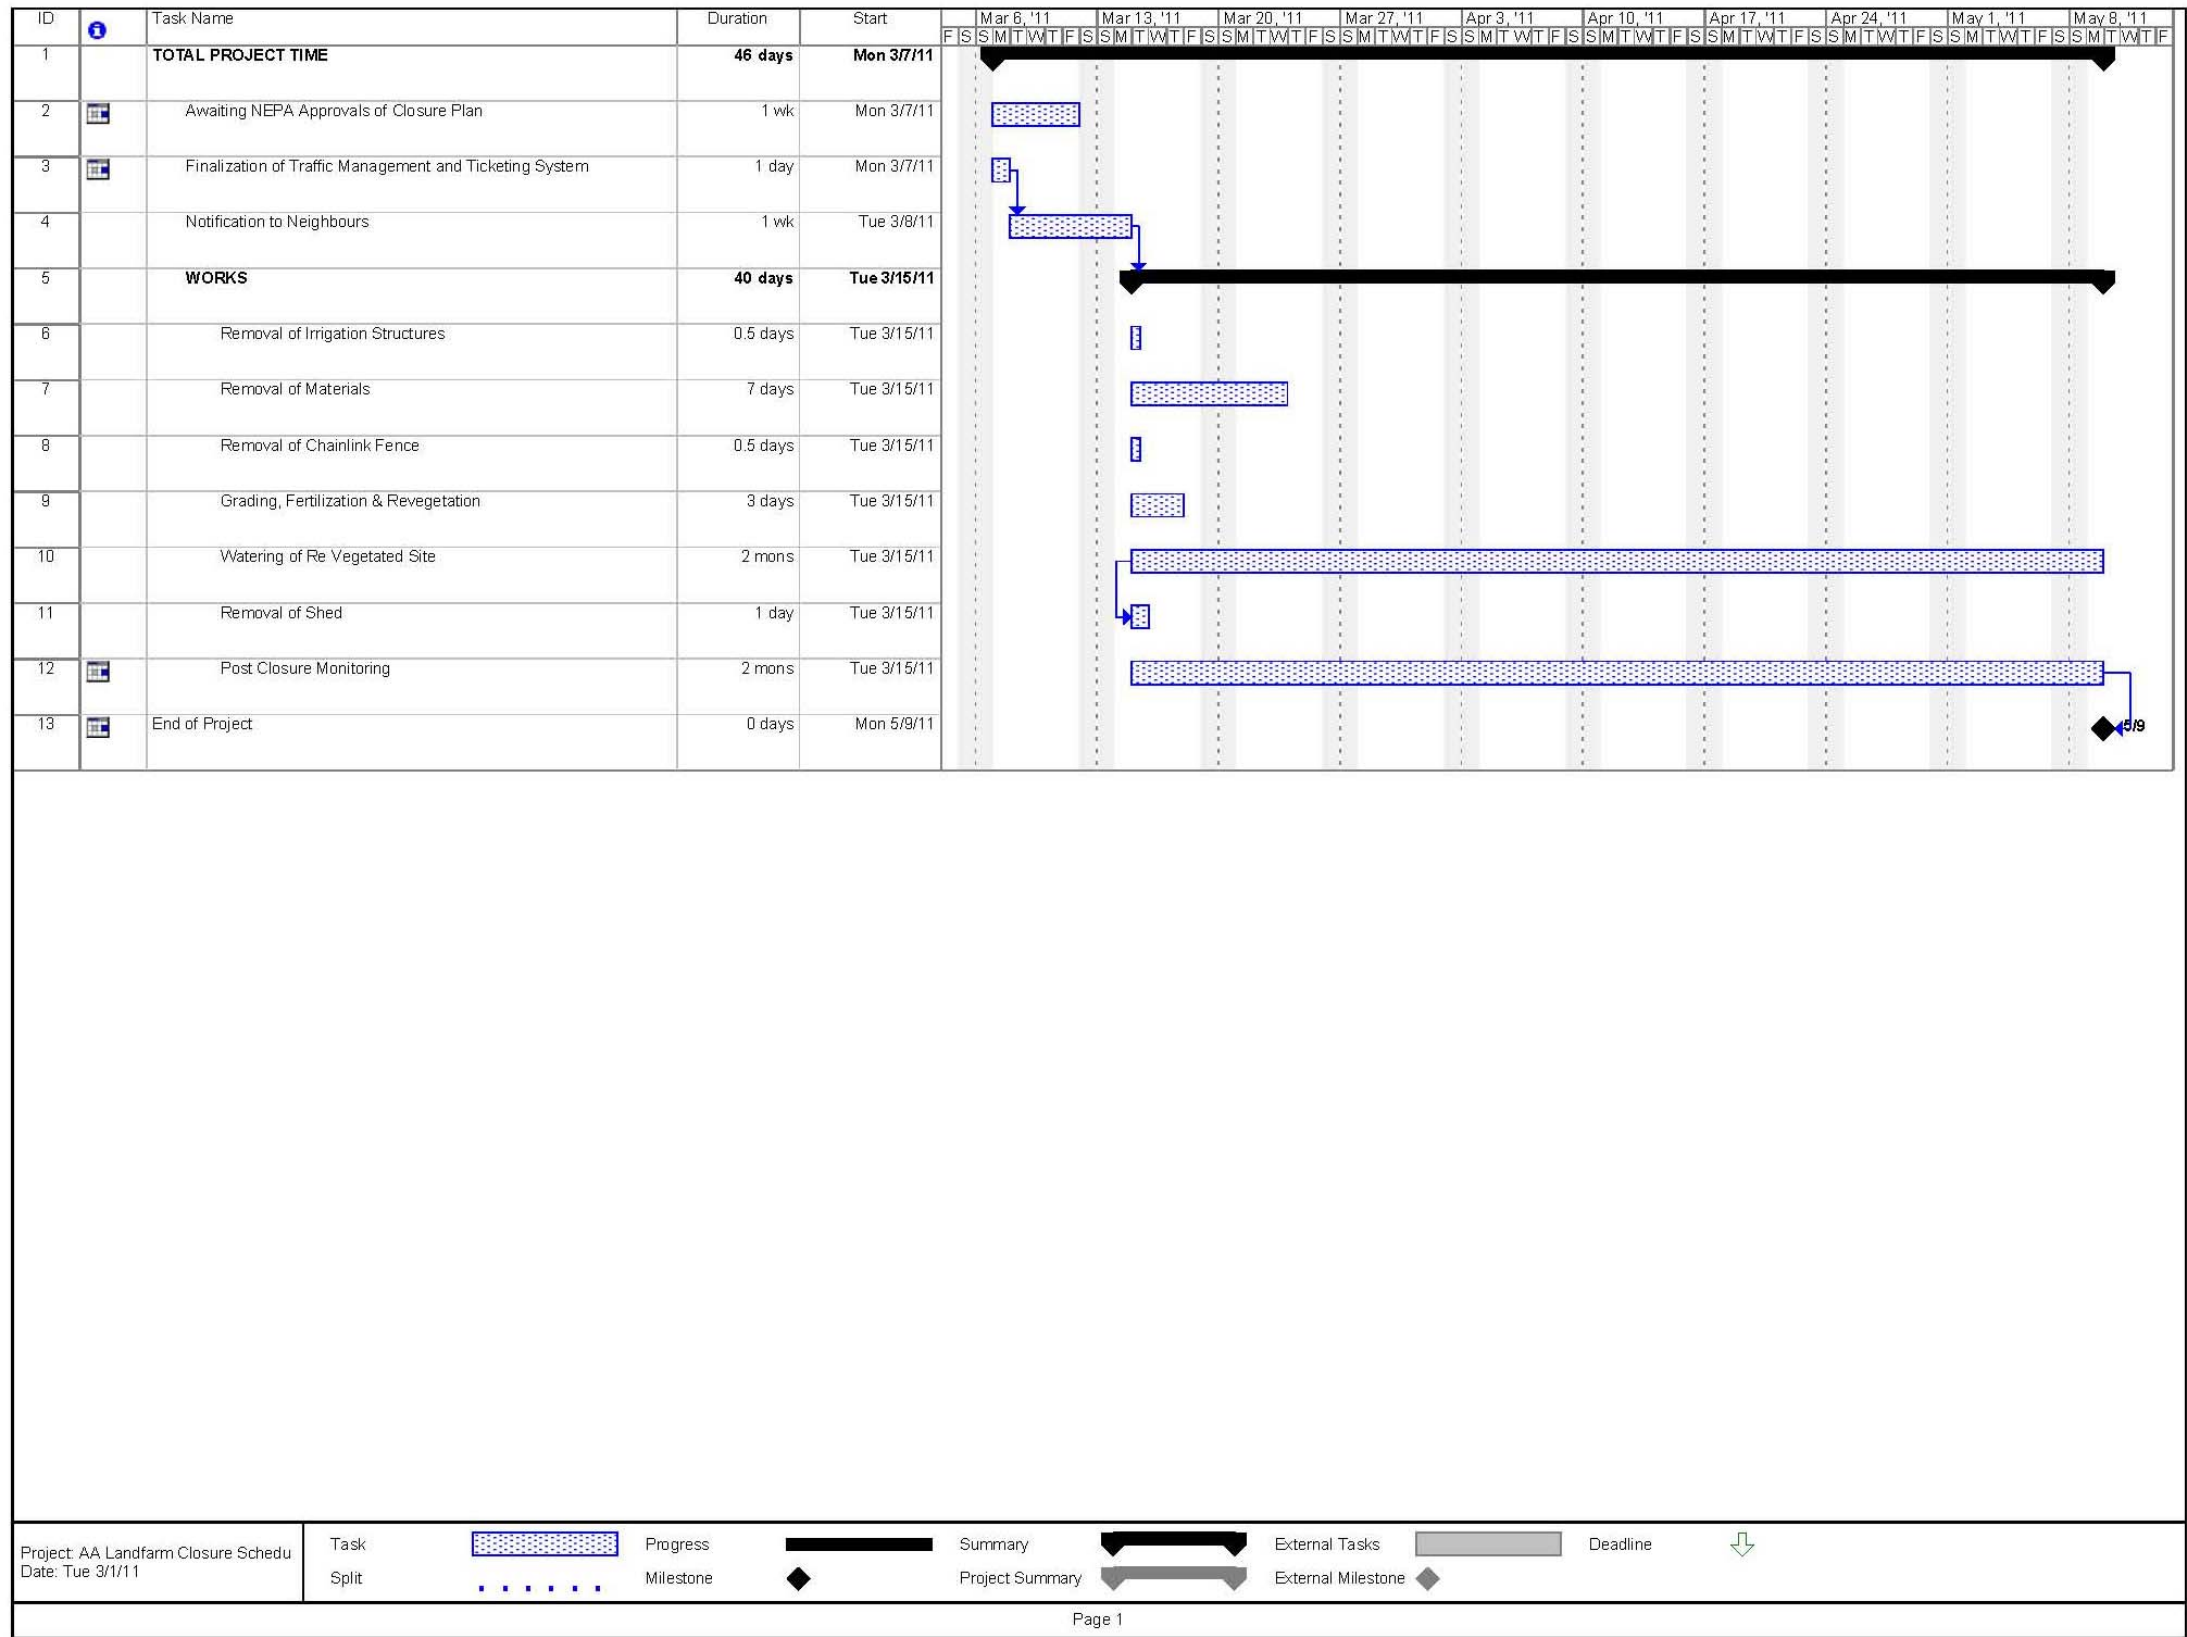 ID Task Name Duration Start Mar 6, '11 Mar 13, '11 Mar 20, '11 Mar 27, '11 Apr 3, '11 Apr 10, '11 Apr 17, '11 Apr 24, '11 May 1, '11 May 8, '11
F S S M T W T F S S M T W T F S S M T W T F S S M T W T F S S M T W T F S S M T W T F S S M T W T F S S M T W T F S S M T W T F S S M T W T F
1 TOTAL PROJECT TIME 46 days Mon 3/7/11
2 Awaiting NEPA Approvals of Closure Plan 1 wk Mon 3/7/11
3 Finalization of Traffic Management and Ticketing System 1 day Mon 3/7/11
4 Notification to Neighbours 1 wk Tue 3/8/11
5 WORKS 40 days Tue 3/15/11
6 Removal of Irrigation Structures 0.5 days Tue 3/15/11
7 Removal of Materials 7 days Tue 3/15/11
8 Removal of Chainlink Fence 0.5 days Tue 3/15/11
9 Grading, Fertilization & Revegetation 3 days Tue 3/15/11
10 Watering of Re Vegetated Site 2 mons Tue 3/15/11
11 Removal of Shed 1 day Tue 3/15/11
12 Post Closure Monitoring 2 mons Tue 3/15/11
13 End of Project 0 days Mon 5/9/11 5/9
Project: AA Landfarm Closure Schedu
Date: Tue 3/1/11
Task Progress Summary External Tasks Deadline
Split Milestone Project Summary External Milestone
Page 1